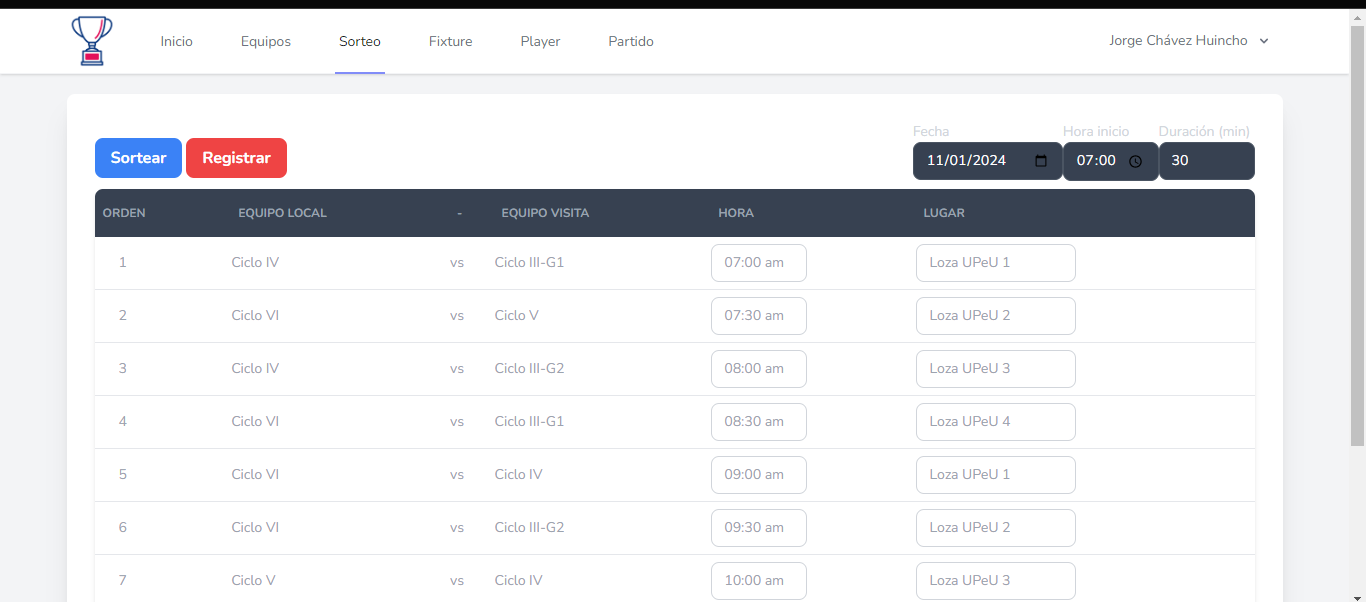 Inicio Equipos Sorteo Fixture Player Partido Jorge Chávez Huincho
Fecha Hora inicio Duración (min)
Sortear Registrar 11/01/2024 07:00 30
ORDEN EQUIPO LOCAL - EQUIPO VISITA HORA LUGAR
1 Ciclo IV vs Ciclo III-G1 07:00 am Loza UPeU 1
2 Ciclo VI vs Ciclo V 07:30 am Loza UPeU 2
3 Ciclo IV vs Ciclo III-G2 08:00 am Loza UPeU 3
4 Ciclo VI vs Ciclo III-G1 08:30 am Loza UPeU 4
5 Ciclo VI vs Ciclo IV 09:00 am Loza UPeU 1
6 Ciclo VI vs Ciclo III-G2 09:30 am Loza UPeU 2
7 Ciclo V vs Ciclo IV 10:00 am Loza UPeU 3